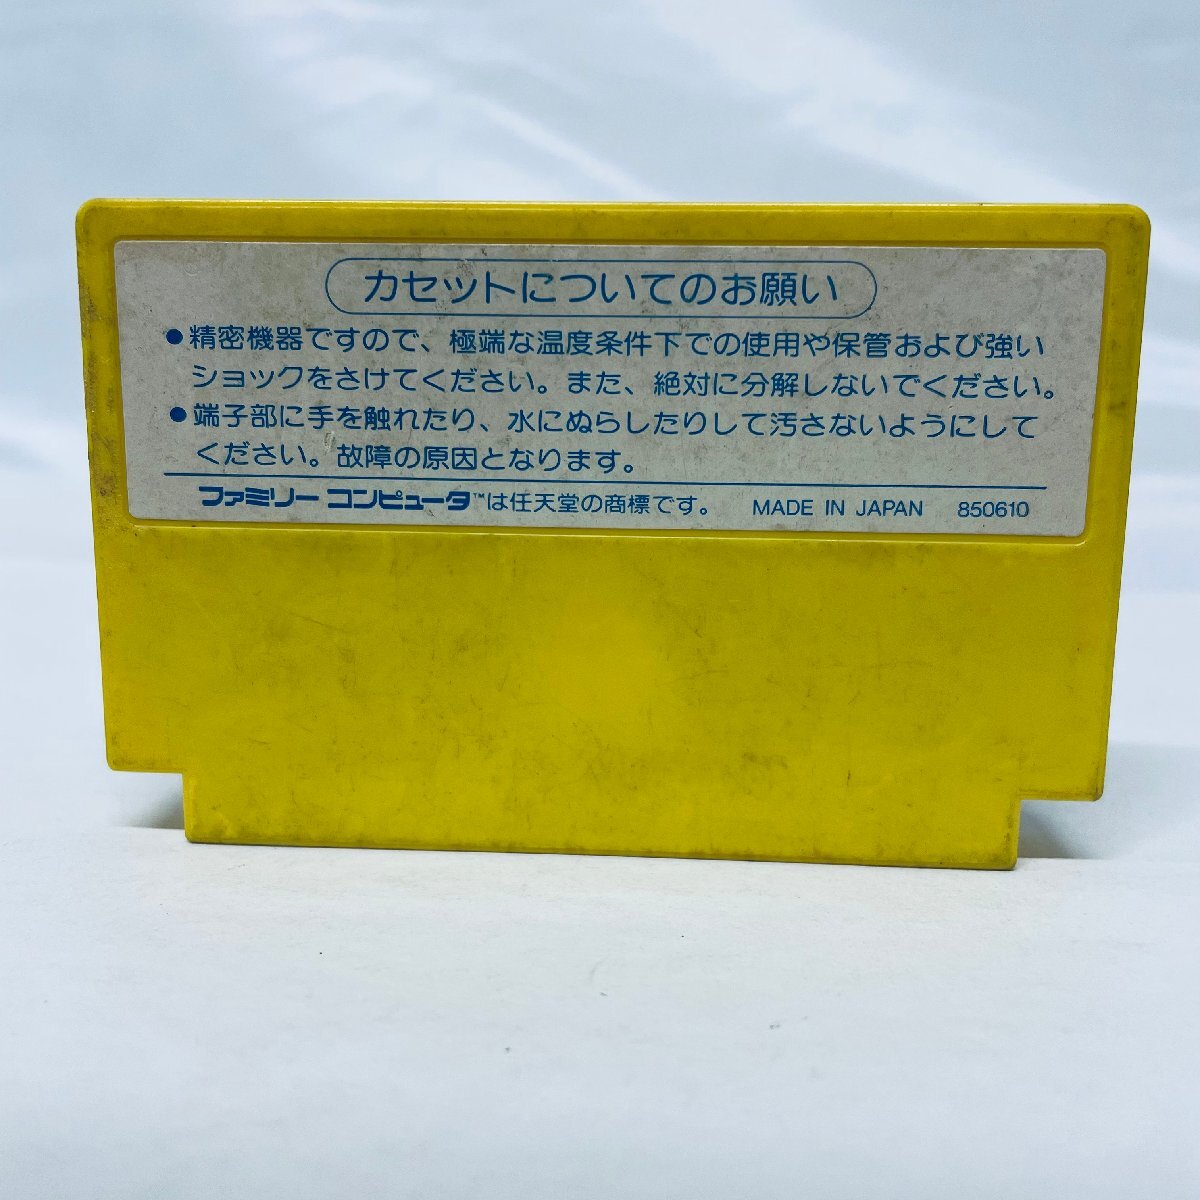 カセットについてのお願い
●精密機器ですので、極端な温度条件下での使用や保管および強い
ショックをさけてください。また、絶対に分解しないでください。
●端子部に手を触れたり、水にぬらしたりして汚さないようにして
ください。故障の原因となります。
ファミリー コンピュータ™は任天堂の商標です。 MADE IN JAPAN 850610